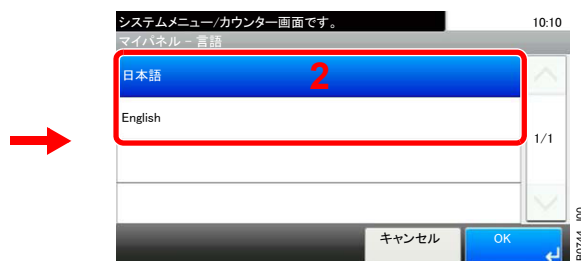 システムメニュー/カウンター画面です。 10:10
マイパネル - 言語
日本語 2
English
1/1
キャンセル OK
B0744_J00